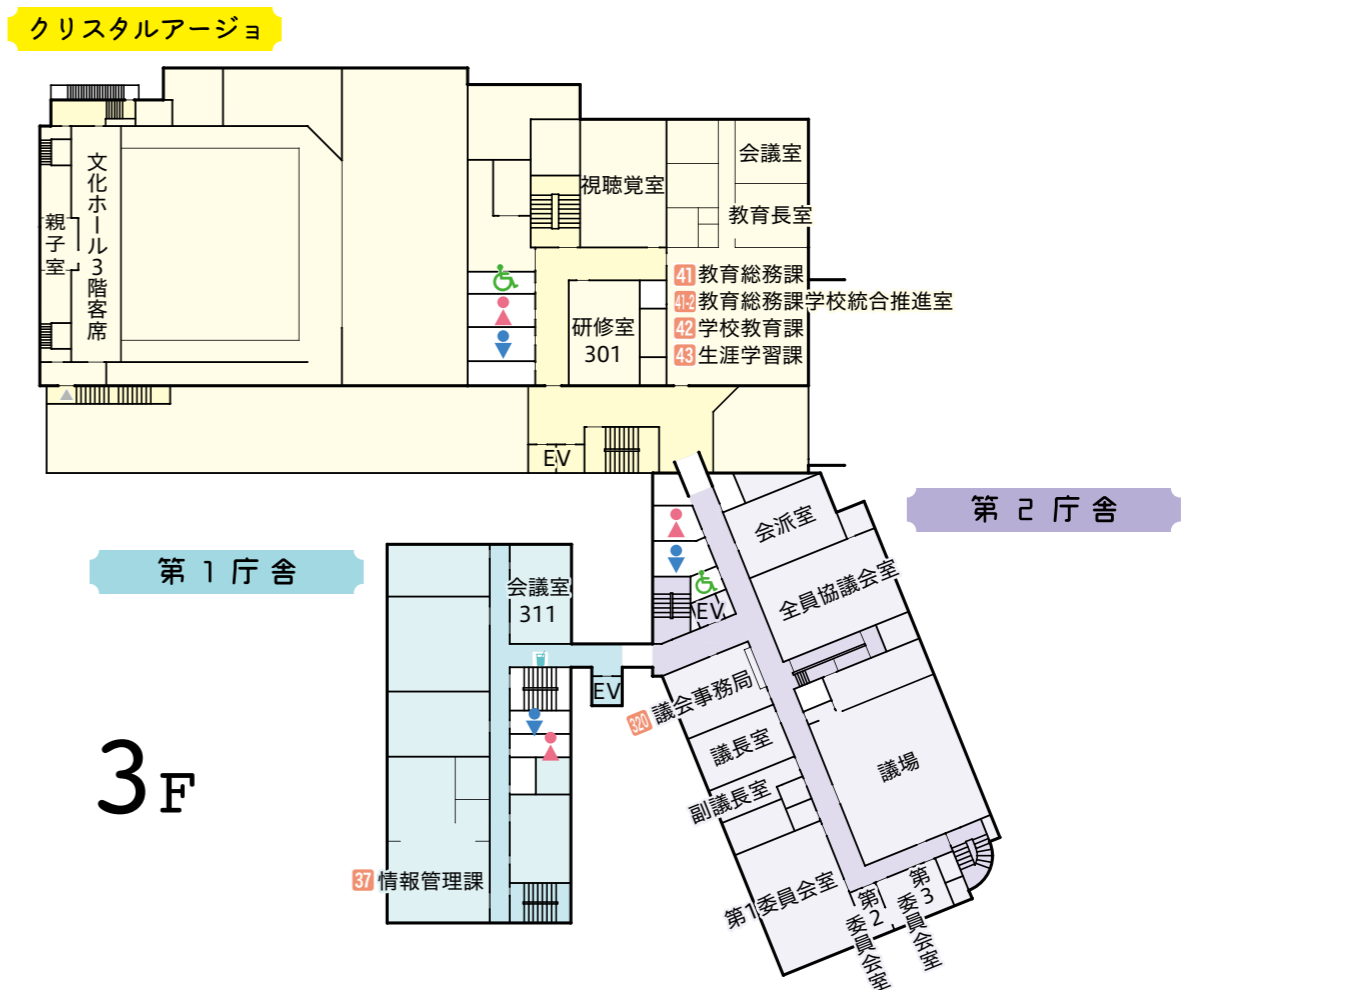 クリスタルアージョ
文化ホール3階客席
親子室
視聴覚室
会議室
教育長室
41 教育総務課
41-2 教育総務課学校統合推進室
42 学校教育課
43 生涯学習課
研修室
301
EV
第2庁舎
会派室
全員協議会室
EV
320 議会事務局
議長室
副議長室
議場
第1委員会室
第2委員会室
第3委員会室
第1庁舎
会議室
311
EV
37 情報管理課
3F